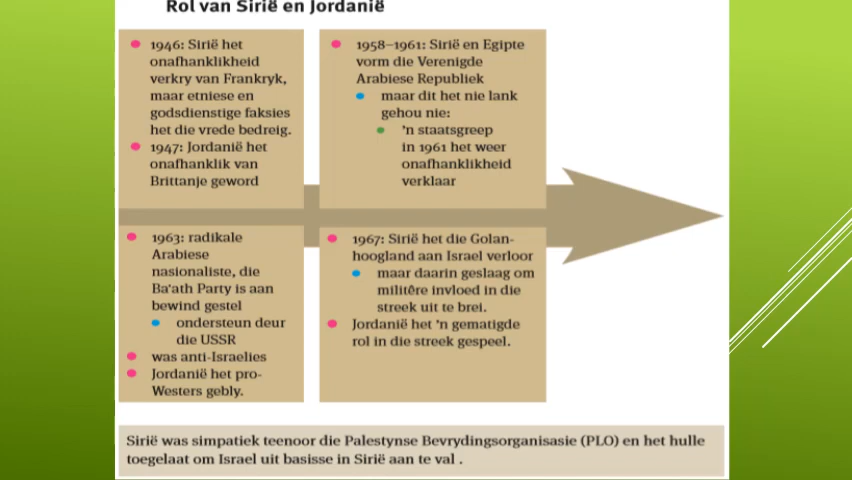 Rol van Sirië en Jordanië
1946: Sirië het
onafhanklikheid
verkry van Frankryk,
maar etniese en
godsdienstige faksies
het die vrede bedreig.
1947: Jordanië het
onafhanklik van
Brittanje geword
1958–1961: Sirië en Egipte
vorm die Verenigde
Arabiese Republiek
maar dit het nie lank
gehou nie:
’n staatsgreep
in 1961 het weer
onafhanklikheid
verklaar
1963: radikale
Arabiese
nasionaliste, die
Ba’ath Party is aan
bewind gestel
ondersteun deur
die USSR
was anti-Israelies
Jordanië het pro-
Westers gebly.
1967: Sirië het die Golan-
hoogland aan Israel verloor
maar daarin geslaag om
militêre invloed in die
streek uit te brei.
Jordanië het ’n gematigde
rol in die streek gespeel.
Sirië was simpatiek teenoor die Palestynse Bevrydingsorganisasie (PLO) en het hulle
toegelaat om Israel uit basisse in Sirië aan te val .